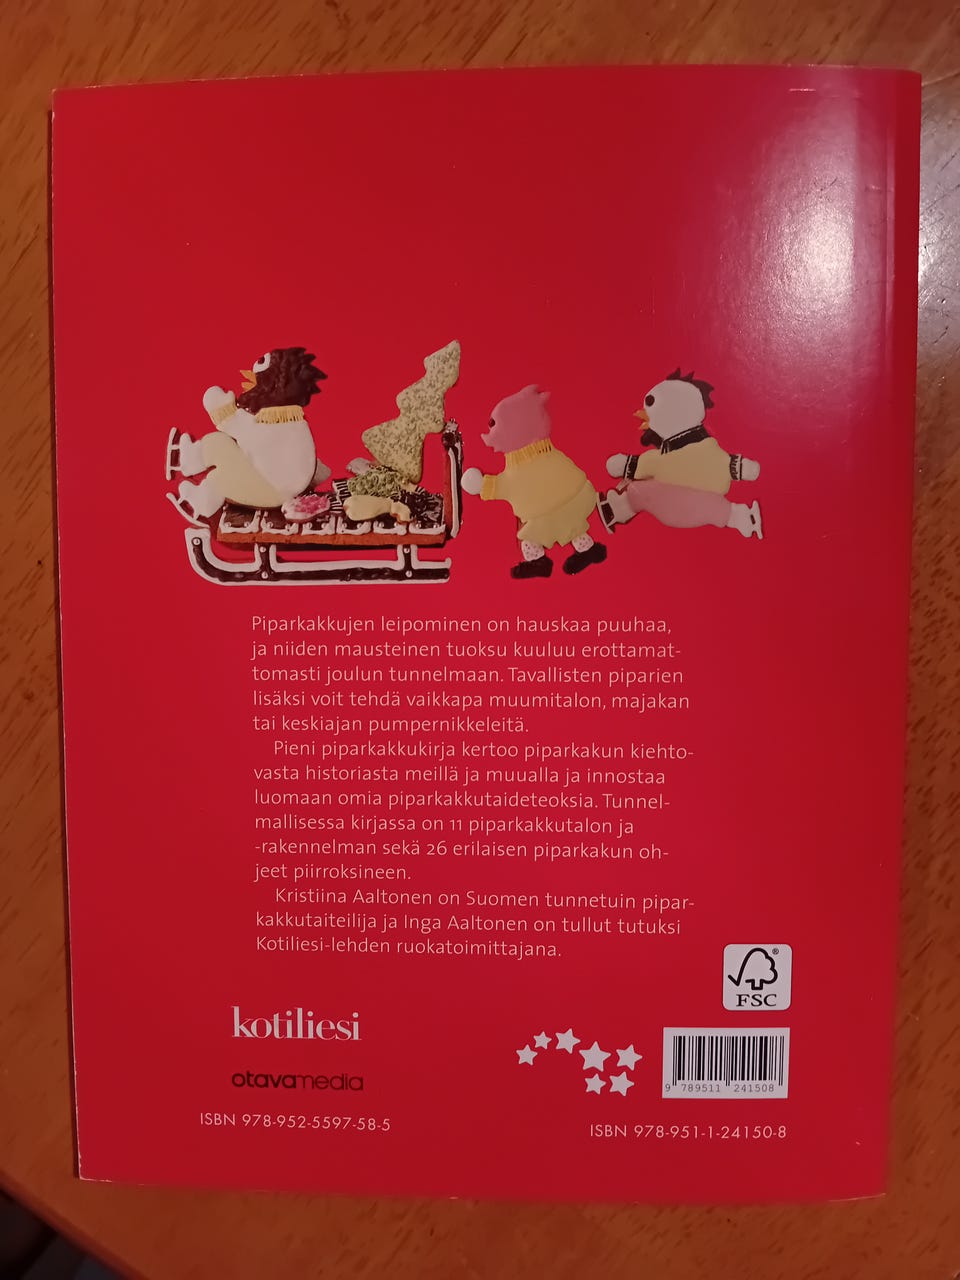 Piparkakkujen leipominen on hauskaa puuhaa,
ja niiden mausteinen tuoksu kuuluu erottamat-
tomasti joulun tunnelmaan. Tavallisten piparien
lisäksi voit tehdä vaikkapa muumitalon, majakan
tai keskiajan pumpernikkeleitä.
Pieni piparkakkukirja kertoo piparkakun kiehto-
vasta historiasta meillä ja muualla ja innostaa
luomaan omia piparkakkutaideteoksia. Tunnel-
mallisessa kirjassa on 11 piparkakkutalon ja
-rakennelman sekä 26 erilaisen piparkakun oh-
jeet piirroksineen.
Kristiina Aaltonen on Suomen tunnetuin pipar-
kakkutaiteilija ja Inga Aaltonen on tullut tutuksi
Kotiliesi-lehden ruokatoimittajana.
®
FSC
kotiliesi
otavamedia
9 789511 241508
ISBN 978-952-5597-58-5
ISBN 978-951-1-24150-8